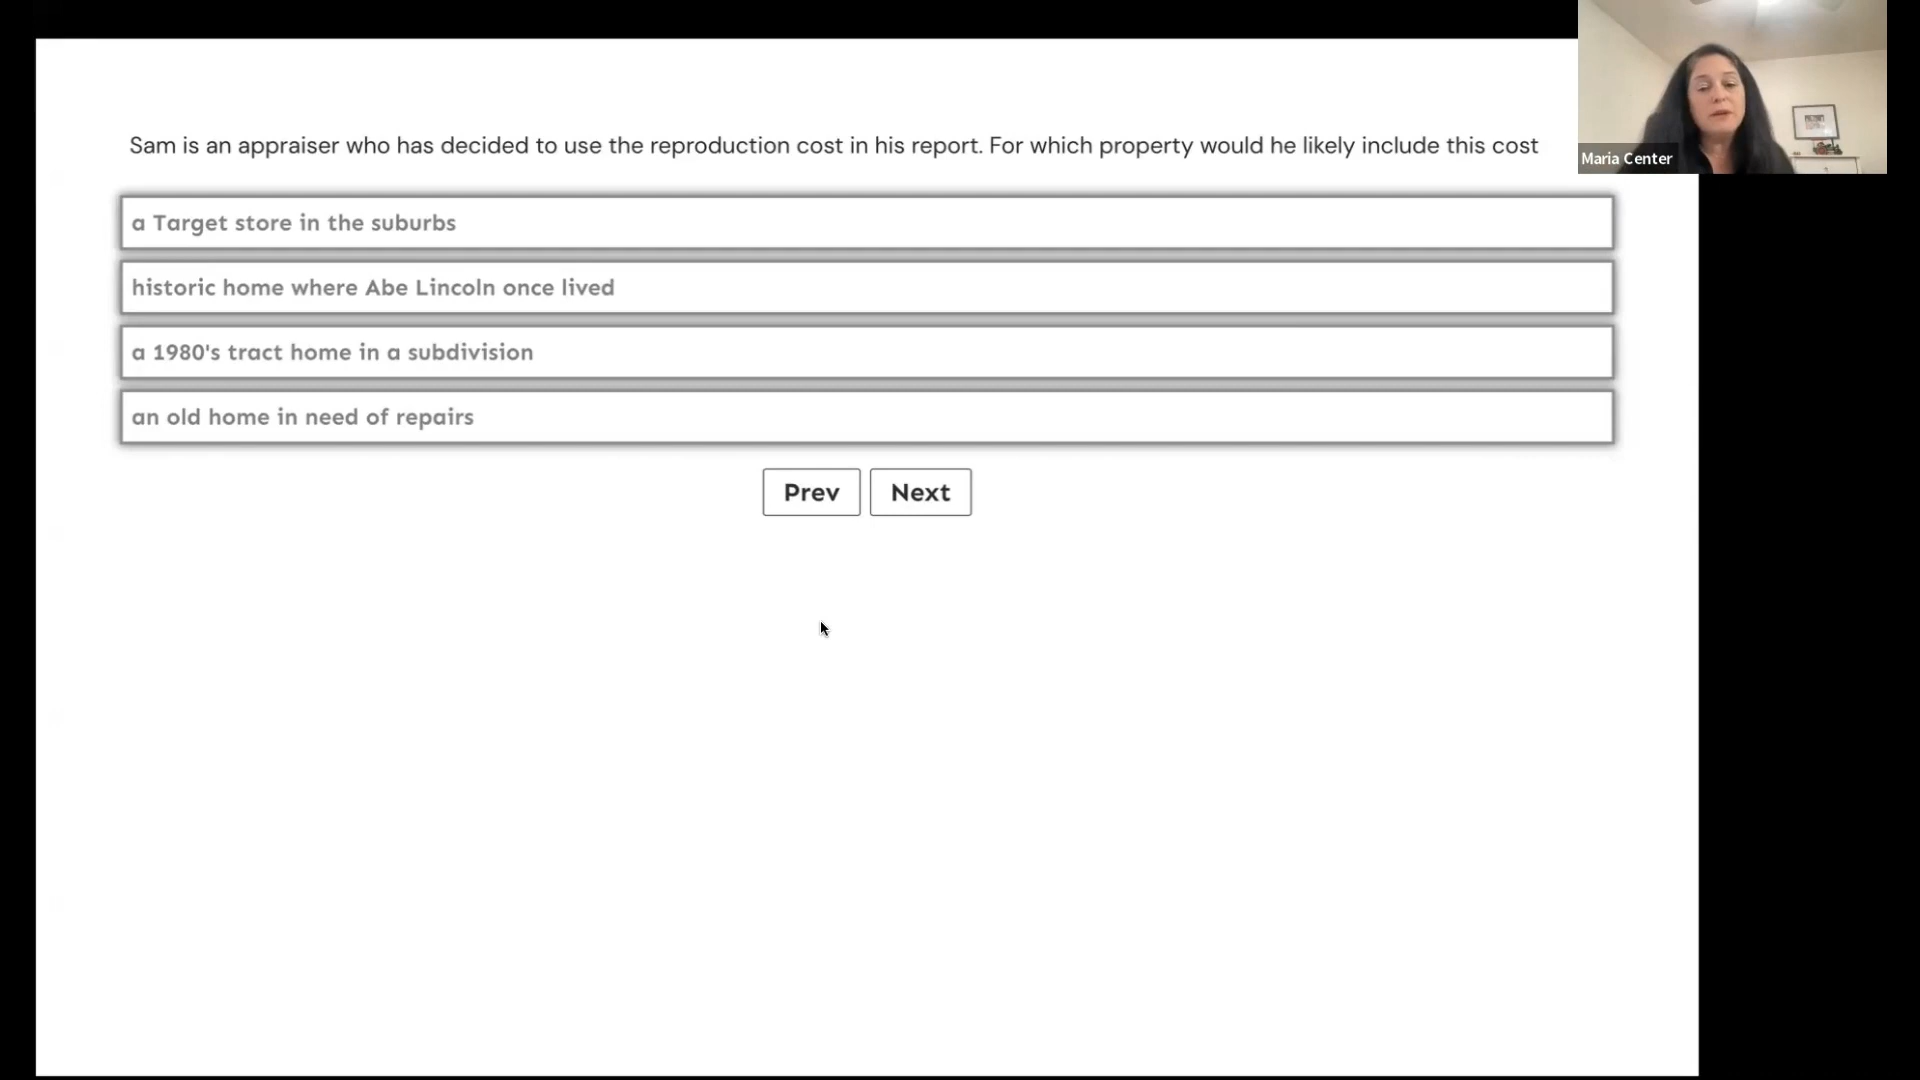 Sam is an appraiser who has decided to use the reproduction cost in his report. For which property would he likely include this cost
Maria Center
a Target store in the suburbs
historic home where Abe Lincoln once lived
a 1980's tract home in a subdivision
an old home in need of repairs
Prev
Next